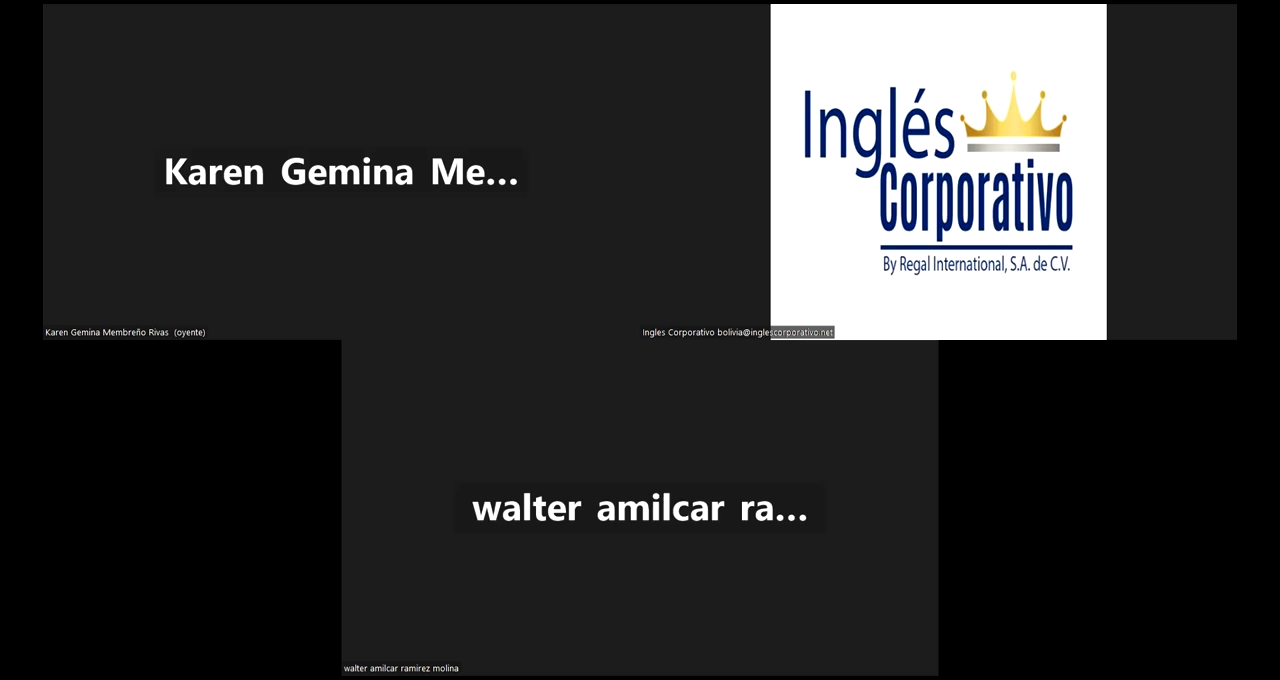 Karen Gemina Me...
Karen Gemina Membreño Rivas (oyente)
Inglés
Corporativo
By Regal International, S.A. de C.V.
Ingles Corporativo bolivia@inglescorporativo.net
walter amilcar ra...
walter amilcar ramirez molina